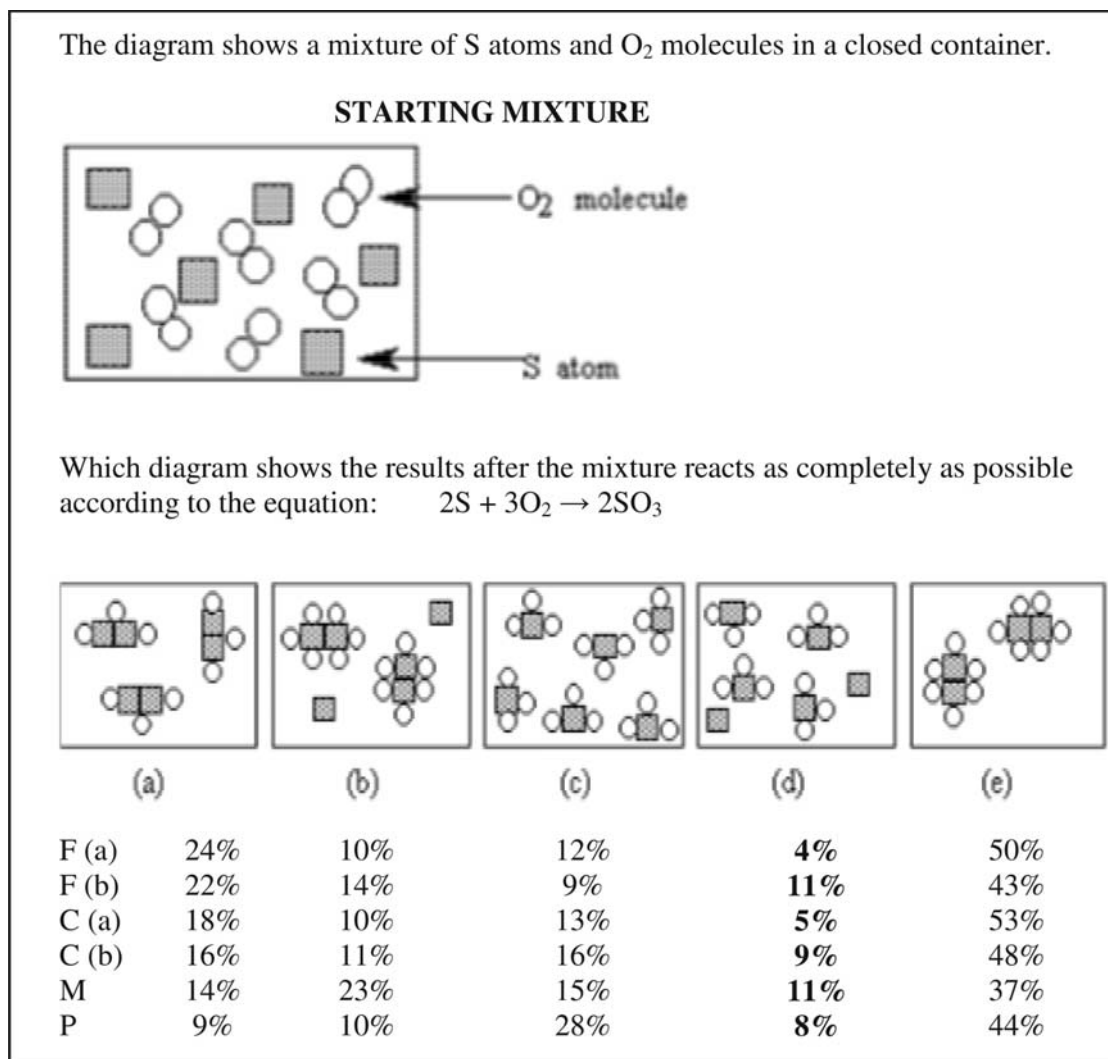 The diagram shows a mixture of S atoms and O₂ molecules in a closed container.
STARTING MIXTURE
O₂ molecule
S atom
Which diagram shows the results after the mixture reacts as completely as possible
according to the equation: 2S + 3O₂ → 2SO₃
(a) (b) (c) (d) (e)
F (a) 24% 10% 12% 4% 50%
F (b) 22% 14% 9% 11% 43%
C (a) 18% 10% 13% 5% 53%
C (b) 16% 11% 16% 9% 48%
M 14% 23% 15% 11% 37%
P 9% 10% 28% 8% 44%